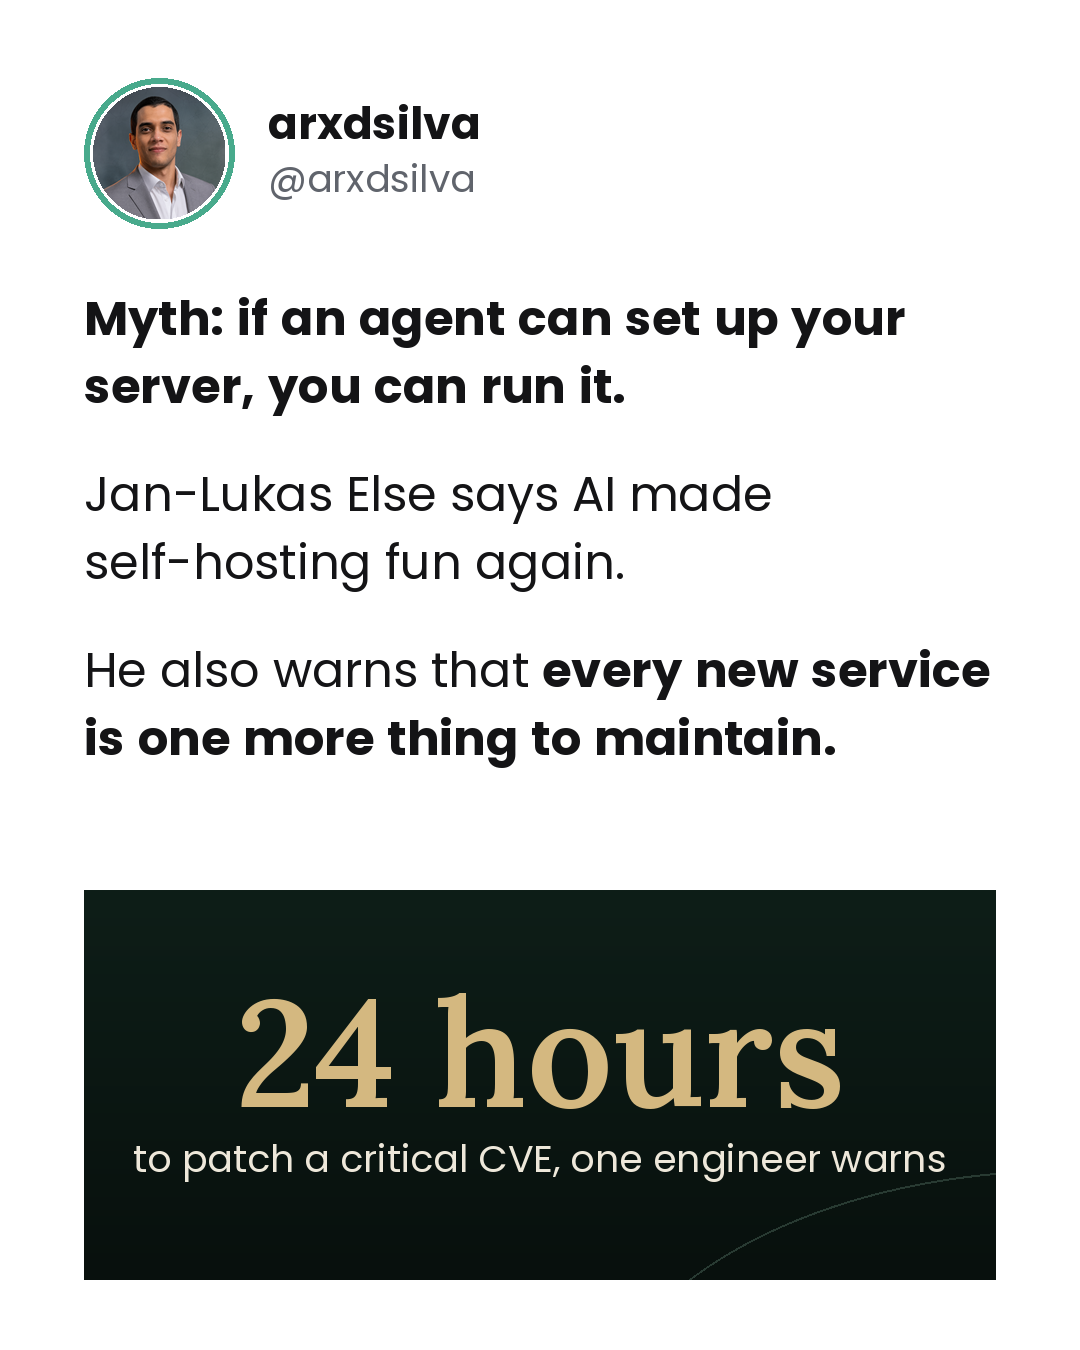 arxdsilva
@arxdsilva
Myth: if an agent can set up your
server, you can run it.
Jan-Lukas Else says AI made
self-hosting fun again.
He also warns that every new service
is one more thing to maintain.
24 hours
to patch a critical CVE, one engineer warns